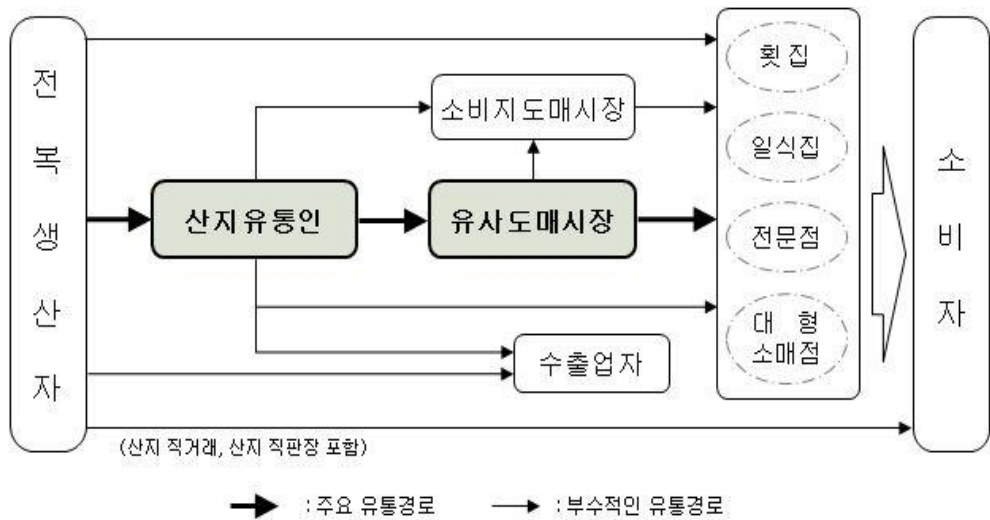 전복생산자
산지유통인
소비지도매시장
유사도매시장
수출업자
횟집
일식집
전문점
대 형
소매점
소비자
(산지 직거래, 산지 직판장 포함)
: 주요 유통경로
: 부수적인 유통경로